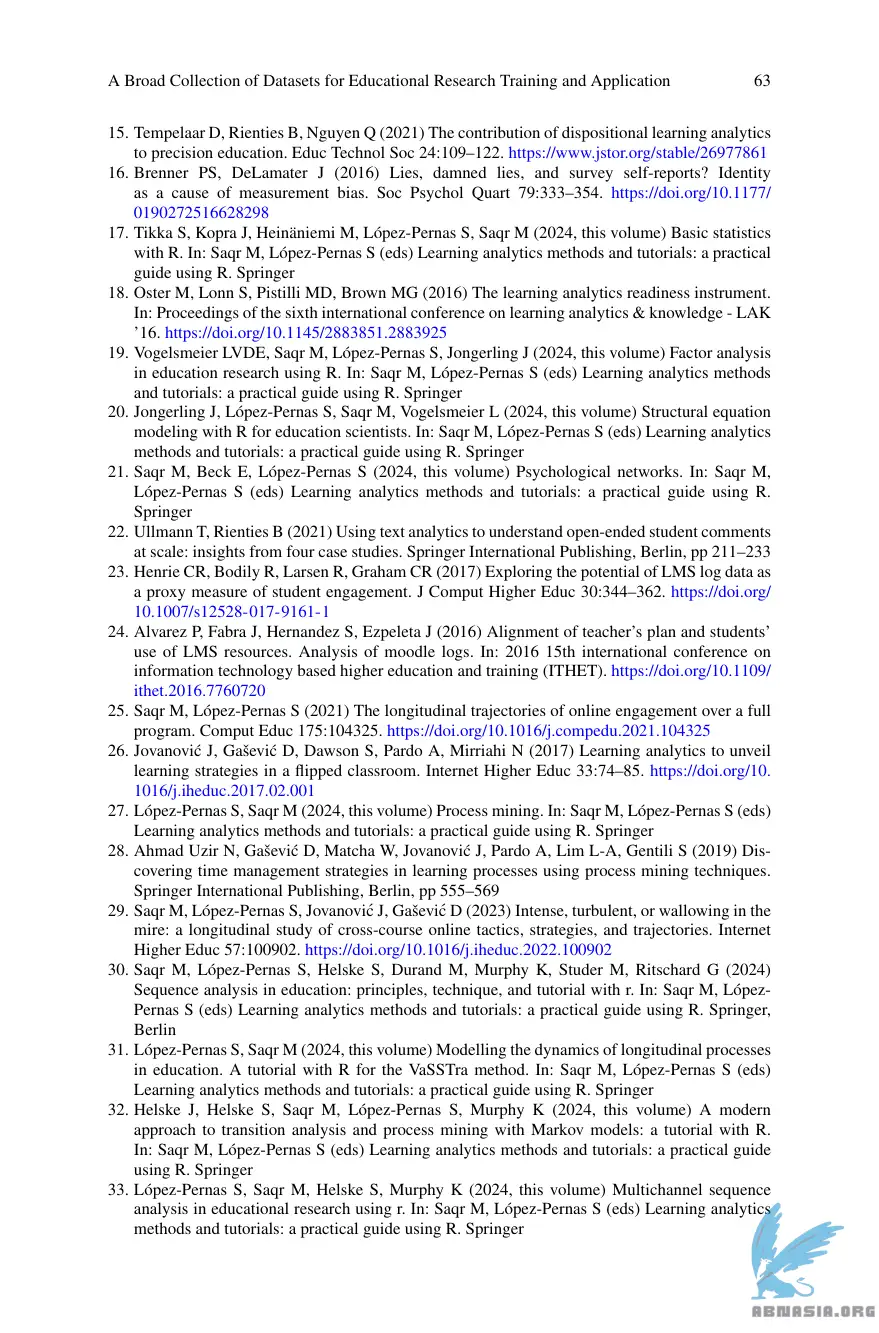 A Broad Collection of Datasets for Educational Research Training and Application 63
15. Tempelaar D, Rienties B, Nguyen Q (2021) The contribution of dispositional learning analytics
to precision education. Educ Technol Soc 24:109–122. https://www.jstor.org/stable/26977861
16. Brenner PS, DeLamater J (2016) Lies, damned lies, and survey self-reports? Identity
as a cause of measurement bias. Soc Psychol Quart 79:333–354. https://doi.org/10.1177/
0190272516628298
17. Tikka S, Kopra J, Heinäniemi M, López-Pernas S, Saqr M (2024, this volume) Basic statistics
with R. In: Saqr M, López-Pernas S (eds) Learning analytics methods and tutorials: a practical
guide using R. Springer
18. Oster M, Lonn S, Pistilli MD, Brown MG (2016) The learning analytics readiness instrument.
In: Proceedings of the sixth international conference on learning analytics & knowledge - LAK
’16. https://doi.org/10.1145/2883851.2883925
19. Vogelsmeier LVDE, Saqr M, López-Pernas S, Jongerling J (2024, this volume) Factor analysis
in education research using R. In: Saqr M, López-Pernas S (eds) Learning analytics methods
and tutorials: a practical guide using R. Springer
20. Jongerling J, López-Pernas S, Saqr M, Vogelsmeier L (2024, this volume) Structural equation
modeling with R for education scientists. In: Saqr M, López-Pernas S (eds) Learning analytics
methods and tutorials: a practical guide using R. Springer
21. Saqr M, Beck E, López-Pernas S (2024, this volume) Psychological networks. In: Saqr M,
López-Pernas S (eds) Learning analytics methods and tutorials: a practical guide using R.
Springer
22. Ullmann T, Rienties B (2021) Using text analytics to understand open-ended student comments
at scale: insights from four case studies. Springer International Publishing, Berlin, pp 211–233
23. Henrie CR, Bodily R, Larsen R, Graham CR (2017) Exploring the potential of LMS log data as
a proxy measure of student engagement. J Comput Higher Educ 30:344–362. https://doi.org/
10.1007/s12528-017-9161-1
24. Alvarez P, Fabra J, Hernandez S, Ezpeleta J (2016) Alignment of teacher’s plan and students’
use of LMS resources. Analysis of moodle logs. In: 2016 15th international conference on
information technology based higher education and training (ITHET). https://doi.org/10.1109/
ithet.2016.7760720
25. Saqr M, López-Pernas S (2021) The longitudinal trajectories of online engagement over a full
program. Comput Educ 175:104325. https://doi.org/10.1016/j.compedu.2021.104325
26. Jovanović J, Gašević D, Dawson S, Pardo A, Mirriahi N (2017) Learning analytics to unveil
learning strategies in a flipped classroom. Internet Higher Educ 33:74–85. https://doi.org/10.
1016/j.iheduc.2017.02.001
27. López-Pernas S, Saqr M (2024, this volume) Process mining. In: Saqr M, López-Pernas S (eds)
Learning analytics methods and tutorials: a practical guide using R. Springer
28. Ahmad Uzir N, Gašević D, Matcha W, Jovanović J, Pardo A, Lim L-A, Gentili S (2019) Dis-
covering time management strategies in learning processes using process mining techniques.
Springer International Publishing, Berlin, pp 555–569
29. Saqr M, López-Pernas S, Jovanović J, Gašević D (2023) Intense, turbulent, or wallowing in the
mire: a longitudinal study of cross-course online tactics, strategies, and trajectories. Internet
Higher Educ 57:100902. https://doi.org/10.1016/j.iheduc.2022.100902
30. Saqr M, López-Pernas S, Helske S, Durand M, Murphy K, Studer M, Ritschard G (2024)
Sequence analysis in education: principles, technique, and tutorial with r. In: Saqr M, López-
Pernas S (eds) Learning analytics methods and tutorials: a practical guide using R. Springer,
Berlin
31. López-Pernas S, Saqr M (2024, this volume) Modelling the dynamics of longitudinal processes
in education. A tutorial with R for the VaSSTra method. In: Saqr M, López-Pernas S (eds)
Learning analytics methods and tutorials: a practical guide using R. Springer
32. Helske J, Helske S, Saqr M, López-Pernas S, Murphy K (2024, this volume) A modern
approach to transition analysis and process mining with Markov models: a tutorial with R.
In: Saqr M, López-Pernas S (eds) Learning analytics methods and tutorials: a practical guide
using R. Springer
33. López-Pernas S, Saqr M, Helske S, Murphy K (2024, this volume) Multichannel sequence
analysis in educational research using r. In: Saqr M, López-Pernas S (eds) Learning analytics
methods and tutorials: a practical guide using R. Springer
ABNASIA.ORG